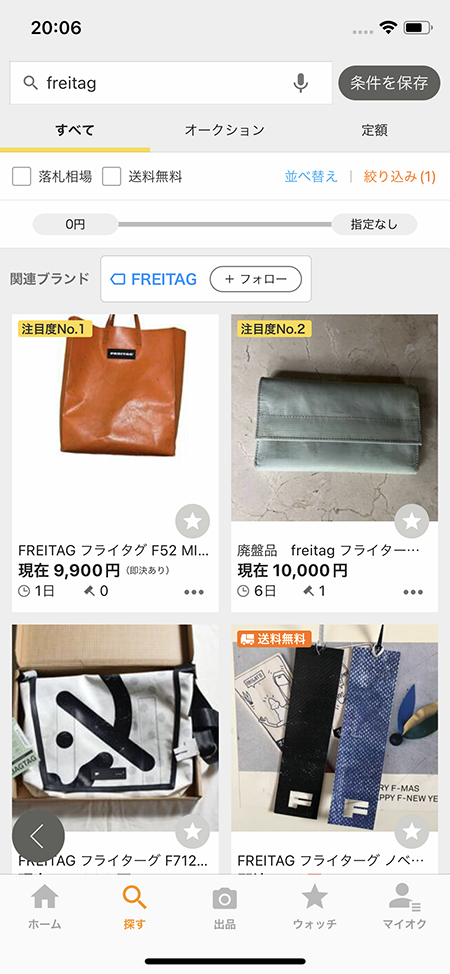 20:06
freitag
条件を保存
すべて
オークション
定額
落札相場
送料無料
並べ替え
絞り込み(1)
0円
指定なし
関連ブランド
FREITAG
+ フォロー
注目度No.1
FREITAG
注目度No.2
FREITAG フライタグ F52 MI...
現在 9,900円 (即決あり)
1日
0
廃盤品 freitag フライター...
現在 10,000円
6日
1
送料無料
F
F
Y F-MAS
PPY F-NEW YE
FREITAG フライターグ F712...
FREITAG フライターグ ノベ...
ホーム
探す
出品
ウォッチ
マイオク